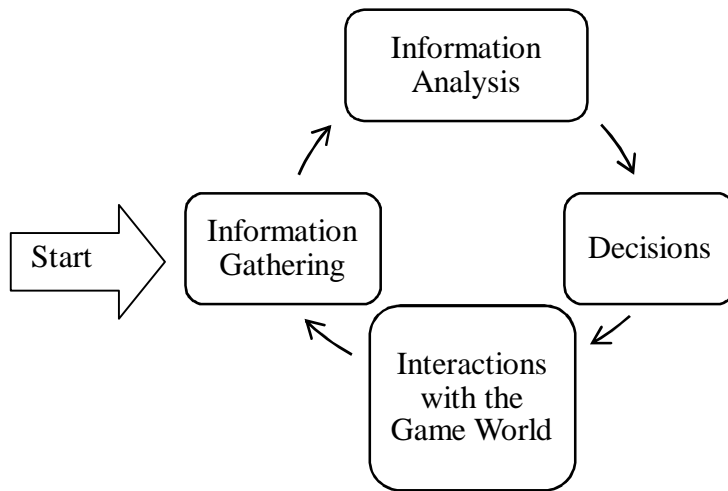 Information
Analysis
Start
Information
Gathering
Decisions
Interactions
with the
Game World